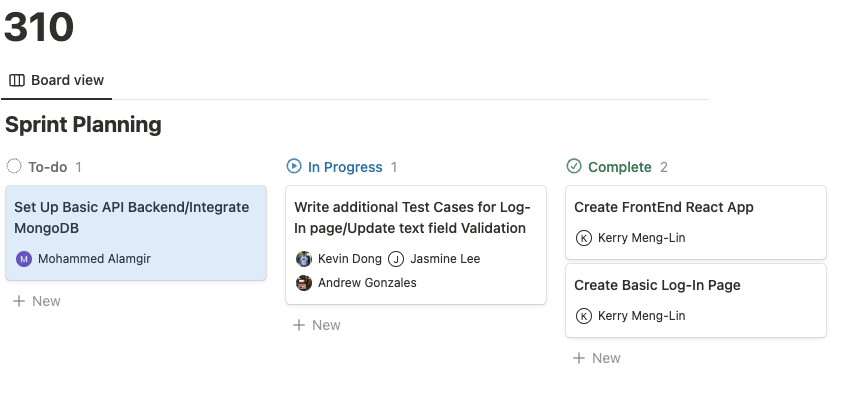 310
Board view
Sprint Planning
To-do 1
Set Up Basic API Backend/Integrate
MongoDB
M Mohammed Alamgir
+ New
In Progress 1
Write additional Test Cases for Log-
In page/Update text field Validation
Kevin Dong J Jasmine Lee
Andrew Gonzales
+ New
Complete 2
Create FrontEnd React App
K Kerry Meng-Lin
Create Basic Log-In Page
K Kerry Meng-Lin
+ New